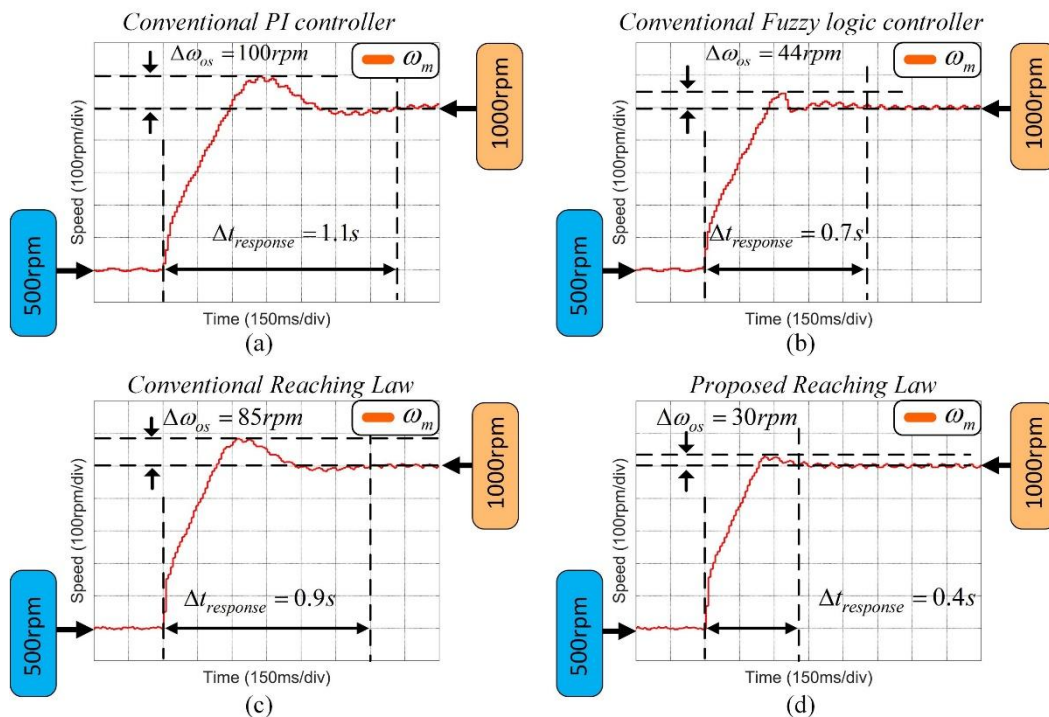 Conventional PI controller
Δω_os = 100rpm
ω_m
1000rpm
Speed (100rpm/div)
Δt_response = 1.1s
500rpm
Time (150ms/div)
(a)
Conventional Fuzzy logic controller
Δω_os = 44rpm
ω_m
1000rpm
Speed (100rpm/div)
Δt_response = 0.7s
500rpm
Time (150ms/div)
(b)
Conventional Reaching Law
Δω_os = 85rpm
ω_m
1000rpm
Speed (100rpm/div)
Δt_response = 0.9s
500rpm
Time (150ms/div)
(c)
Proposed Reaching Law
Δω_os = 30rpm
ω_m
1000rpm
Speed (100rpm/div)
Δt_response = 0.4s
500rpm
Time (150ms/div)
(d)